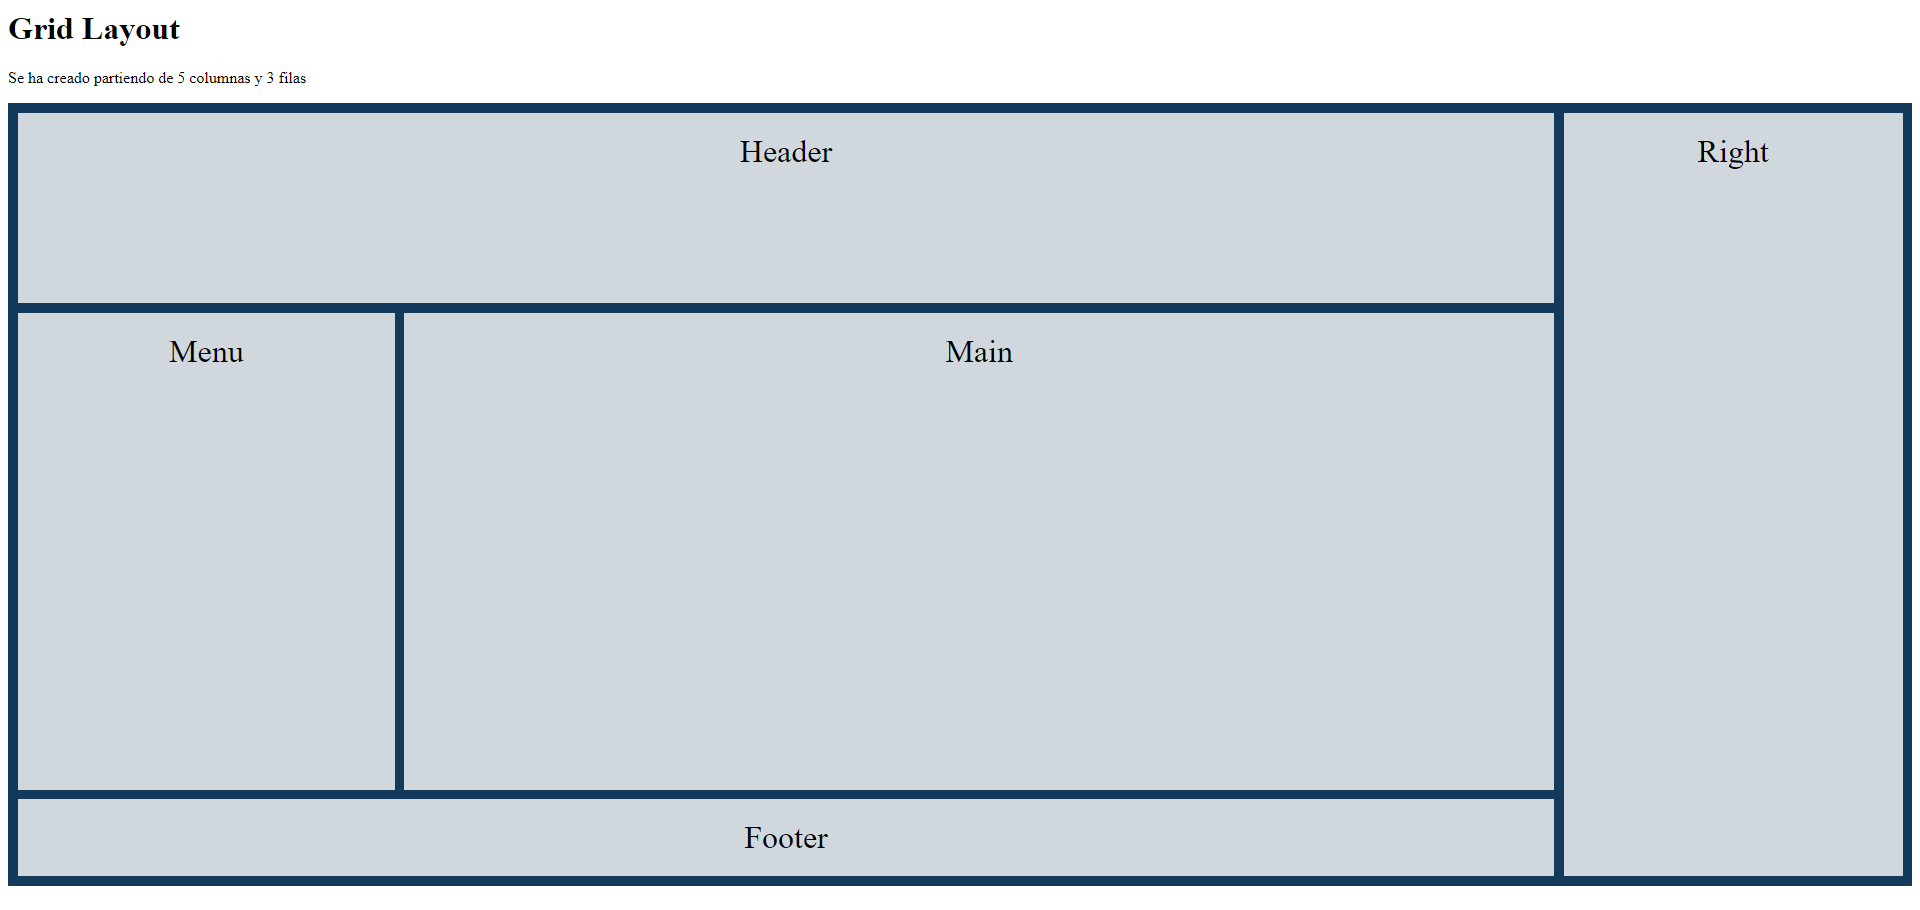 Grid Layout
Se ha creado partiendo de 5 columnas y 3 filas
Header
Right
Menu
Main
Footer